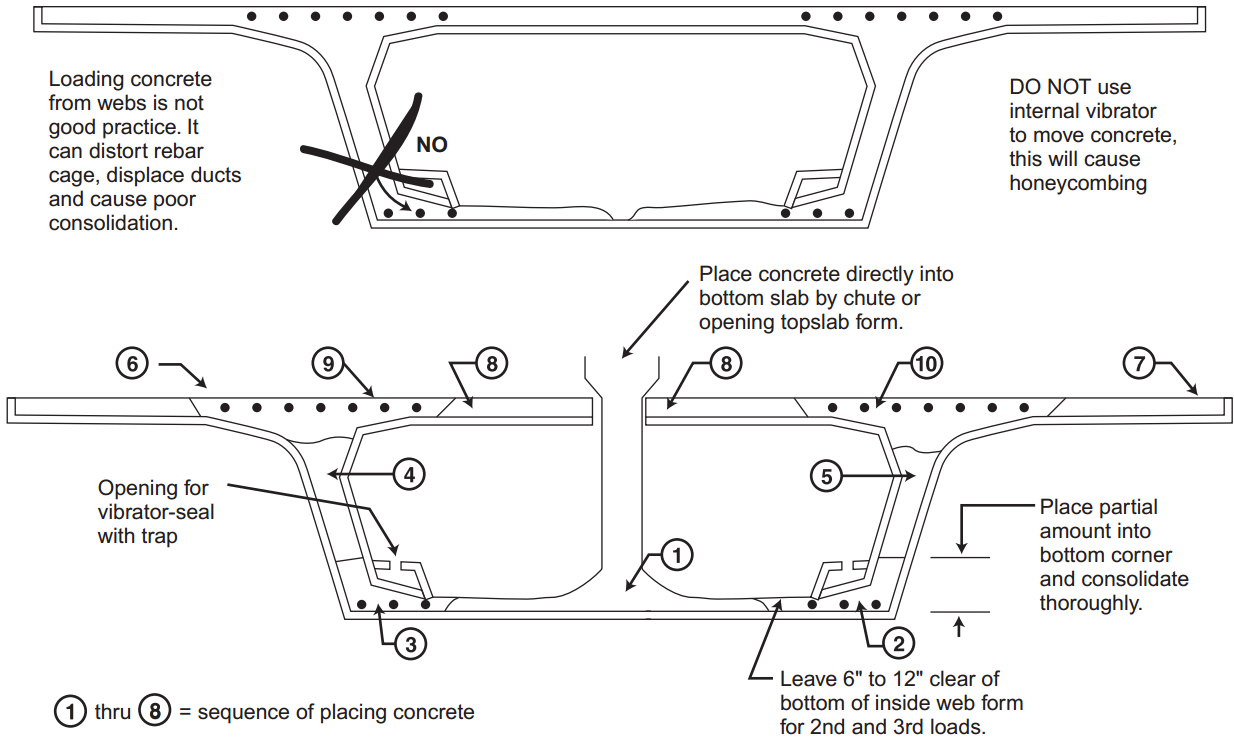 Loading concrete
from webs is not
good practice. It
can distort rebar
cage, displace ducts
and cause poor
consolidation.
NO
DO NOT use
internal vibrator
to move concrete,
this will cause
honeycombing
Place concrete directly into
bottom slab by chute or
opening topslab form.
6
9
8
8
10
7
4
5
Opening for
vibrator-seal
with trap
Place partial
amount into
bottom corner
and consolidate
thoroughly.
1
3
2
Leave 6" to 12" clear of
bottom of inside web form
for 2nd and 3rd loads.
1 thru 8 = sequence of placing concrete